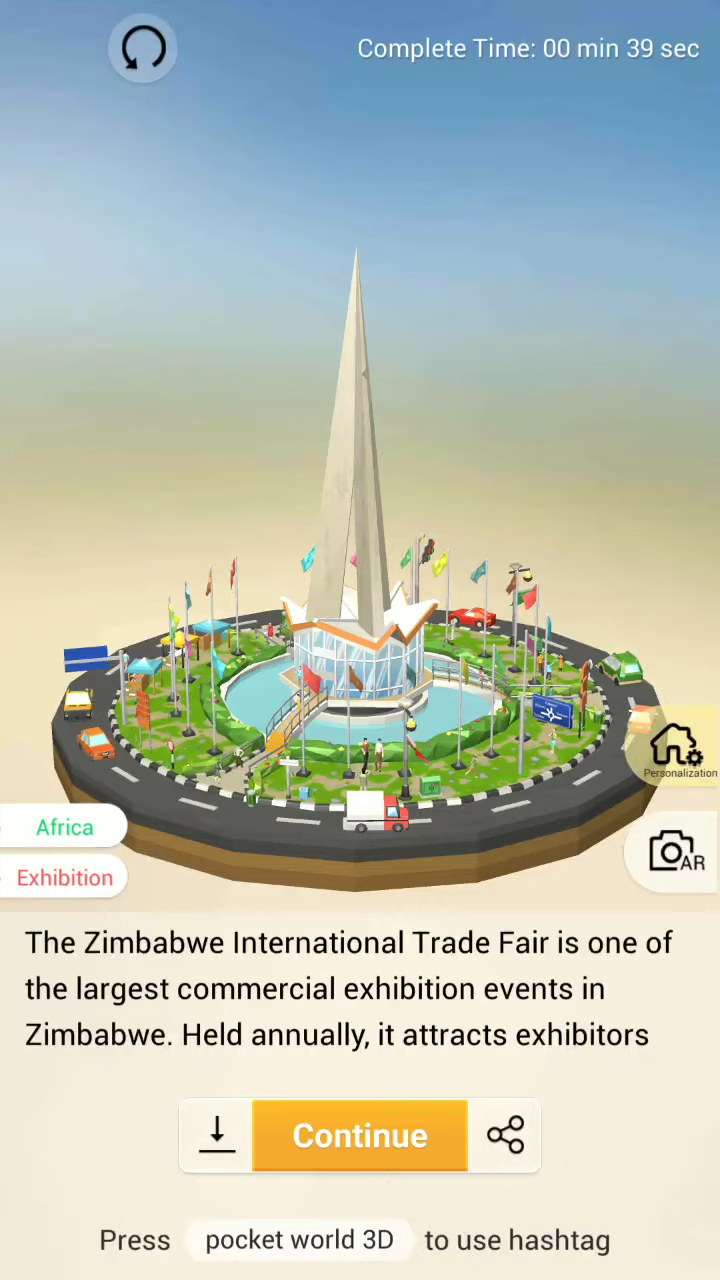 Complete Time: 00 min 39 sec
Personalization
Africa
AR
Exhibition
The Zimbabwe International Trade Fair is one of
the largest commercial exhibition events in
Zimbabwe. Held annually, it attracts exhibitors
Continue
Press pocket world 3D to use hashtag